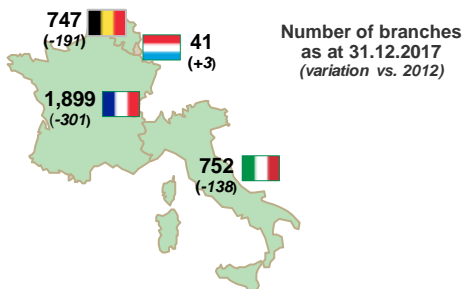 747
(-191)
41
(+3)
Number of branches
as at 31.12.2017
(variation vs. 2012)
1,899
(-301)
752
(-138)